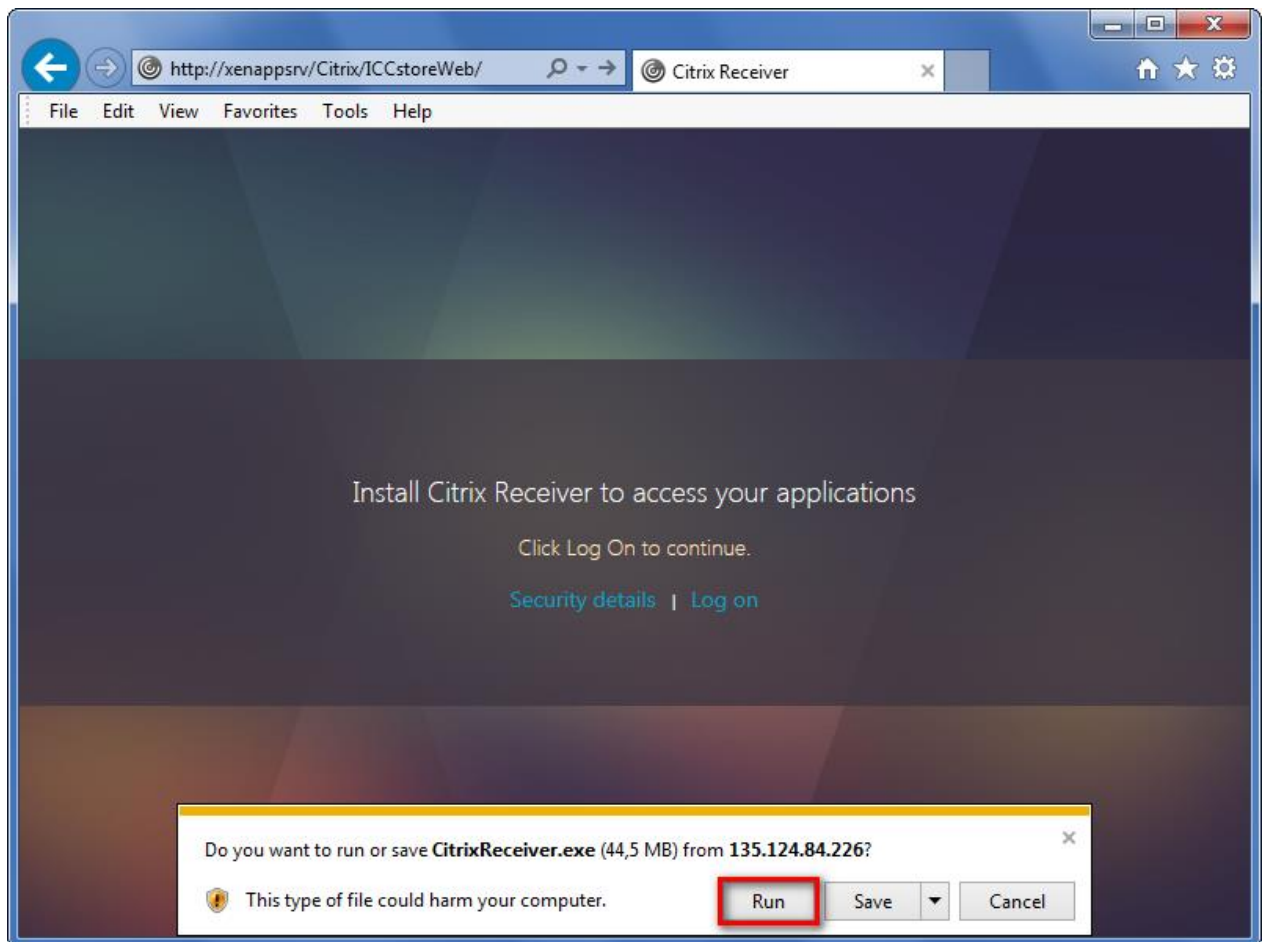 http://xenappsrv/Citrix/ICCstoreWeb/ Citrix Receiver
File Edit View Favorites Tools Help
Install Citrix Receiver to access your applications
Click Log On to continue.
Security details | Log on
Do you want to run or save CitrixReceiver.exe (44,5 MB) from 135.124.84.226?
This type of file could harm your computer. Run Save Cancel